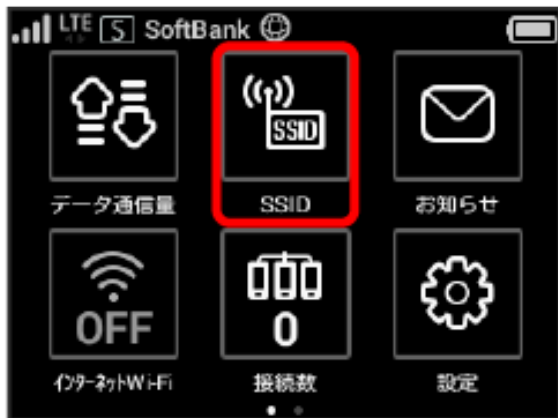 LTE S SoftBank
SSID
データ通信量 SSID お知らせ
OFF 0
インターネットWi-Fi 接続数 設定